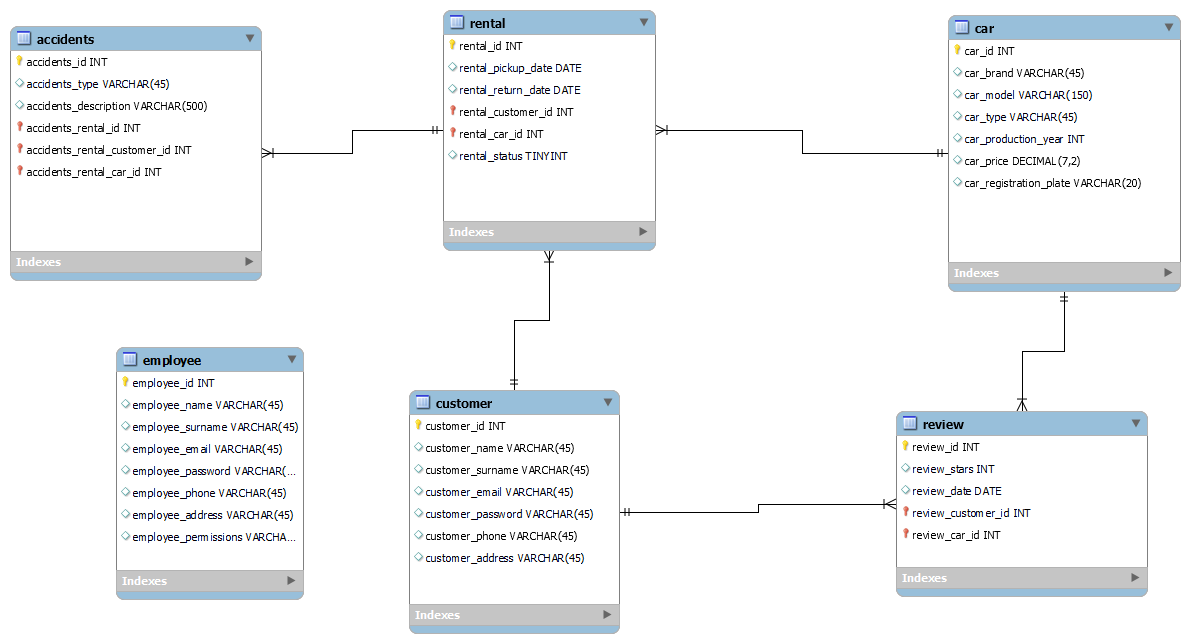 accidents
accidents_id INT
accidents_type VARCHAR(45)
accidents_description VARCHAR(500)
accidents_rental_id INT
accidents_rental_customer_id INT
accidents_rental_car_id INT
Indexes
rental
rental_id INT
rental_pickup_date DATE
rental_return_date DATE
rental_customer_id INT
rental_car_id INT
rental_status TINYINT
Indexes
car
car_id INT
car_brand VARCHAR(45)
car_model VARCHAR(150)
car_type VARCHAR(45)
car_production_year INT
car_price DECIMAL(7,2)
car_registration_plate VARCHAR(20)
Indexes
employee
employee_id INT
employee_name VARCHAR(45)
employee_surname VARCHAR(45)
employee_email VARCHAR(45)
employee_password VARCHAR(...
employee_phone VARCHAR(45)
employee_address VARCHAR(45)
employee_permissions VARCHA...
Indexes
customer
customer_id INT
customer_name VARCHAR(45)
customer_surname VARCHAR(45)
customer_email VARCHAR(45)
customer_password VARCHAR(45)
customer_phone VARCHAR(45)
customer_address VARCHAR(45)
Indexes
review
review_id INT
review_stars INT
review_date DATE
review_customer_id INT
review_car_id INT
Indexes